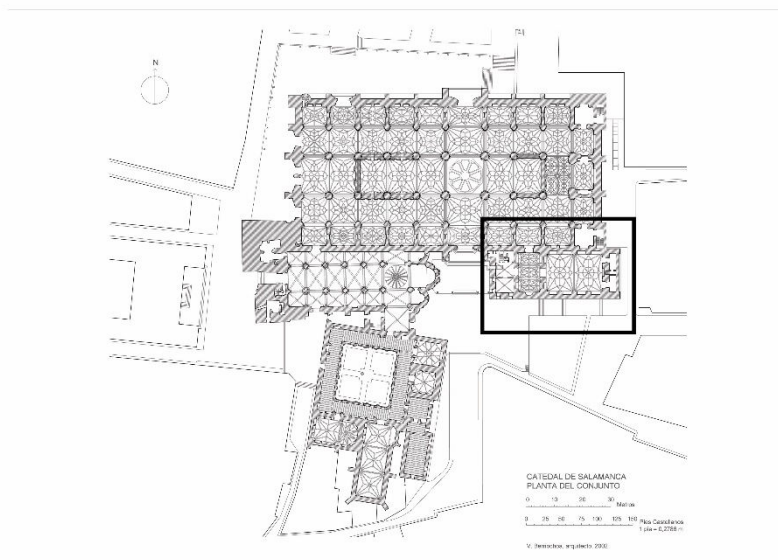 N
CATEDAL DE SALAMANCA
PLANTA DEL CONJUNTO
0 10 20 30 Metros
0 25 50 75 100 125 150 Pies Castellanos
1 pie = 0,2786 m
V. Berriochoa, arquitecto. 2002.